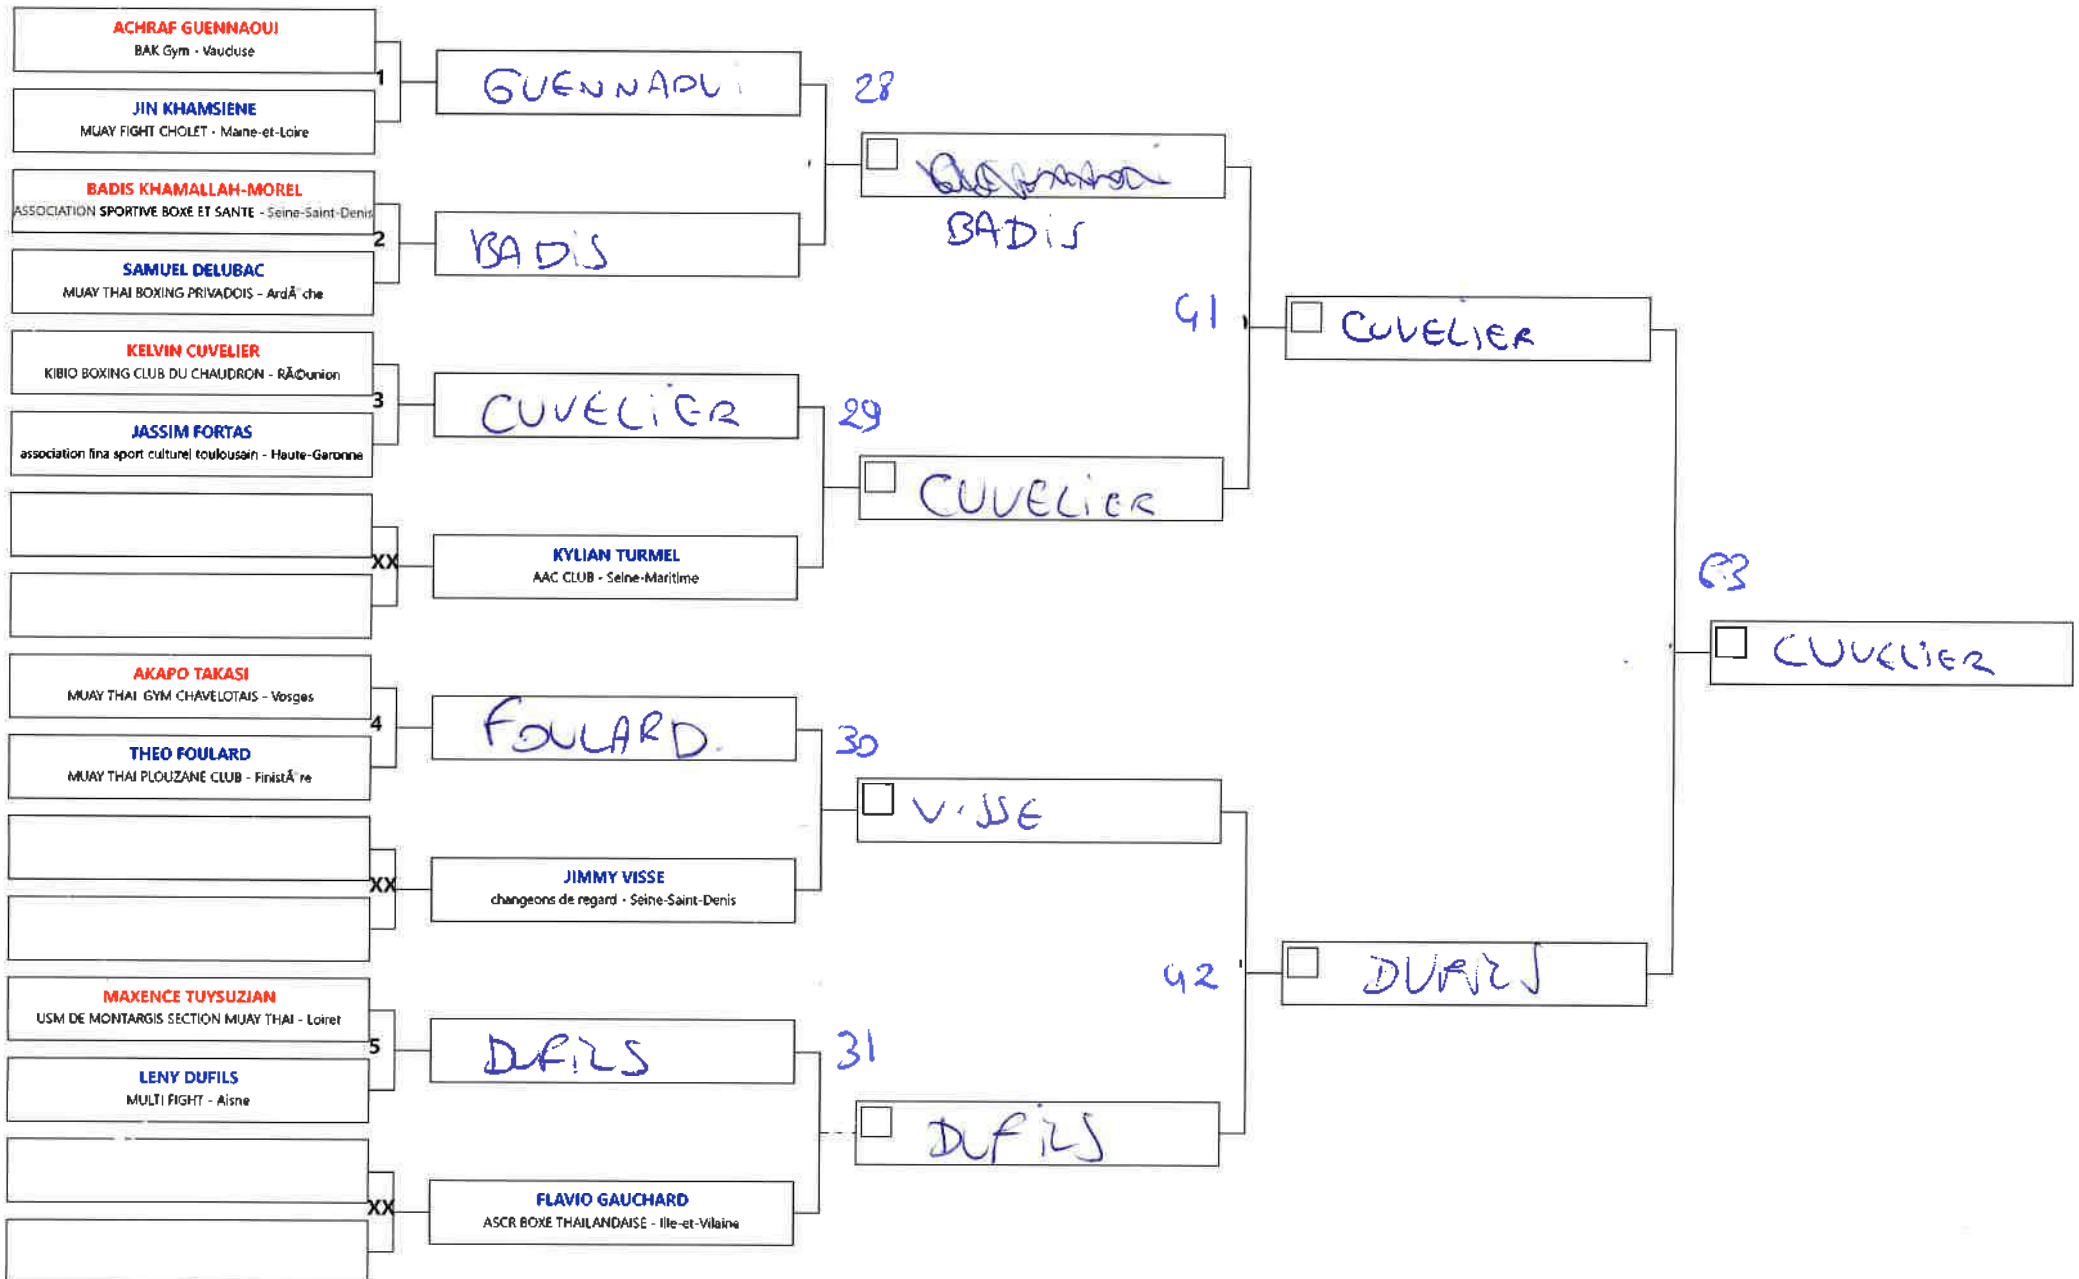 ACHRAF GUENNAOUI
BAK Gym - Vaucluse
1
JIN KHAMSIENE
MUAY FIGHT CHOLET - Maine-et-Loire
GUENNAOUi
28
BADIS KHAMALLAH-MOREL
ASSOCIATION SPORTIVE BOXE ET SANTE - Seine-Saint-Denis
2
SAMUEL DELUBAC
MUAY THAI BOXING PRIVADOIS - ArdÃ¨che
BADiS
BADiS
41
CUVELiER
KELVIN CUVELIER
KIBIO BOXING CLUB DU CHAUDRON - RÃ©union
3
JASSIM FORTAS
association fina sport culturel toulousain - Haute-Garonne
CUVELiER
29
CUVELiER
XX
KYLIAN TURMEL
AAC CLUB - Seine-Maritime
63
CUVELiER
AKAPO TAKASI
MUAY THAI GYM CHAVELOTAIS - Vosges
4
THEO FOULARD
MUAY THAI PLOUZANE CLUB - FinistÃ¨re
FOULARD.
30
ViSSE
XX
JIMMY VISSE
changeons de regard - Seine-Saint-Denis
42
DUFiLS
MAXENCE TUYSUZIAN
USM DE MONTARGIS SECTION MUAY THAI - Loiret
5
LENY DUFILS
MULTI FIGHT - Aisne
DUFiLS
31
DUFiLS
XX
FLAVIO GAUCHARD
ASCR BOXE THAILANDAISE - Ille-et-Vilaine